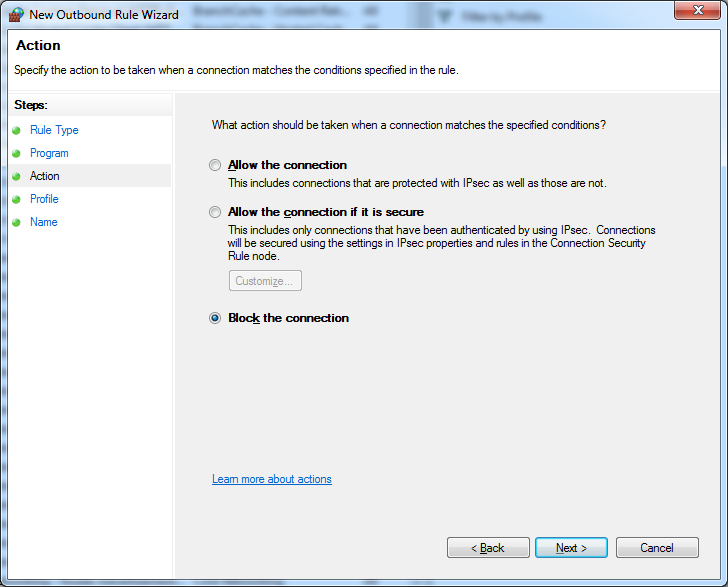 New Outbound Rule Wizard
Filter by Profile
Action
Specify the action to be taken when a connection matches the conditions specified in the rule.
Steps:
Rule Type
Program
Action
Profile
Name
What action should be taken when a connection matches the specified conditions?
Allow the connection
This includes connections that are protected with IPsec as well as those are not.
Allow the connection if it is secure
This includes only connections that have been authenticated by using IPsec. Connections
will be secured using the settings in IPsec properties and rules in the Connection Security
Rule node.
Customize...
Block the connection
Learn more about actions
< Back
Next >
Cancel